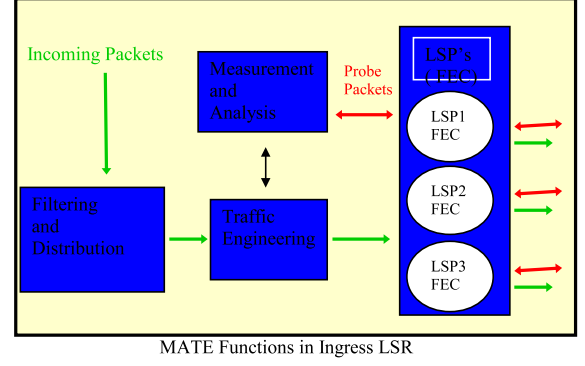 Incoming Packets
Measurement
and
Analysis
Probe
Packets
LSP's
( FEC)
LSP1
FEC
LSP2
FEC
LSP3
FEC
Filtering
and
Distribution
Traffic
Engineering
MATE Functions in Ingress LSR